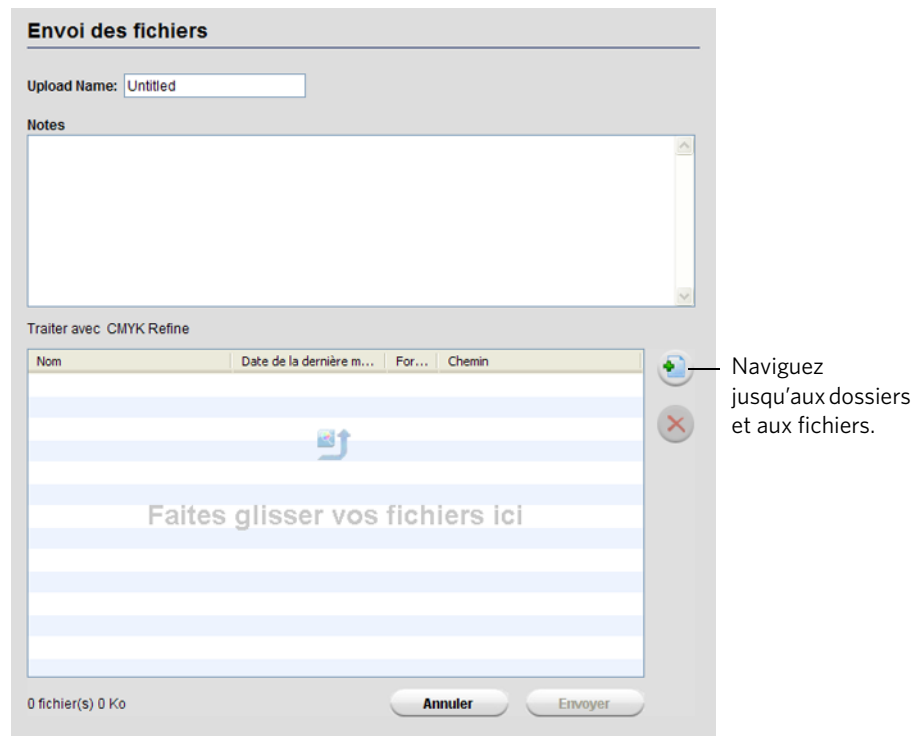 Envoi des fichiers
Upload Name: Untitled
Notes
Traiter avec CMYK Refine
Nom Date de la dernière m... For... Chemin
Naviguez
jusqu'aux dossiers
et aux fichiers.
Faites glisser vos fichiers ici
0 fichier(s) 0 Ko Annuler Envoyer